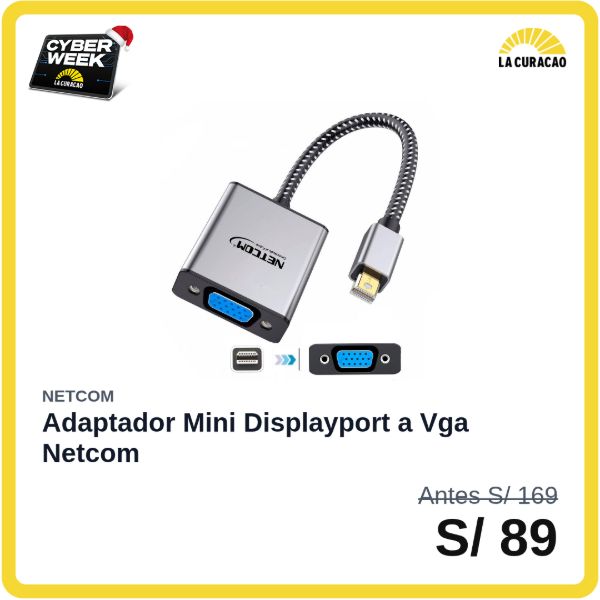 CYBER
WEEK
LA CURACAO
LA CURACAO
NETCOM
NETCOM
Adaptador Mini Displayport a Vga
Netcom
Antes S/ 169
S/ 89